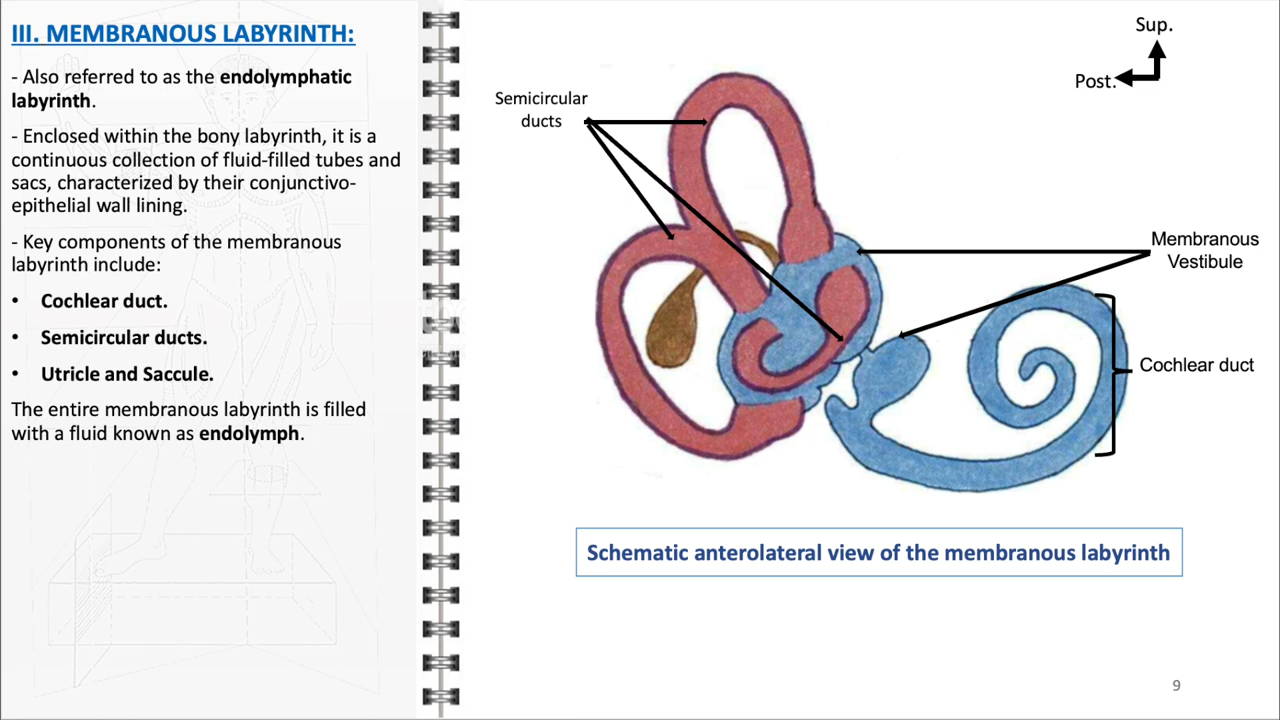 III. MEMBRANOUS LABYRINTH:
- Also referred to as the endolymphatic
labyrinth.
- Enclosed within the bony labyrinth, it is a
continuous collection of fluid-filled tubes and
sacs, characterized by their conjunctivo-
epithelial wall lining.
- Key components of the membranous
labyrinth include:
• Cochlear duct.
• Semicircular ducts.
• Utricle and Saccule.
The entire membranous labyrinth is filled
with a fluid known as endolymph.
Sup.
Post.
Semicircular
ducts
Membranous
Vestibule
Cochlear duct
Schematic anterolateral view of the membranous labyrinth
9